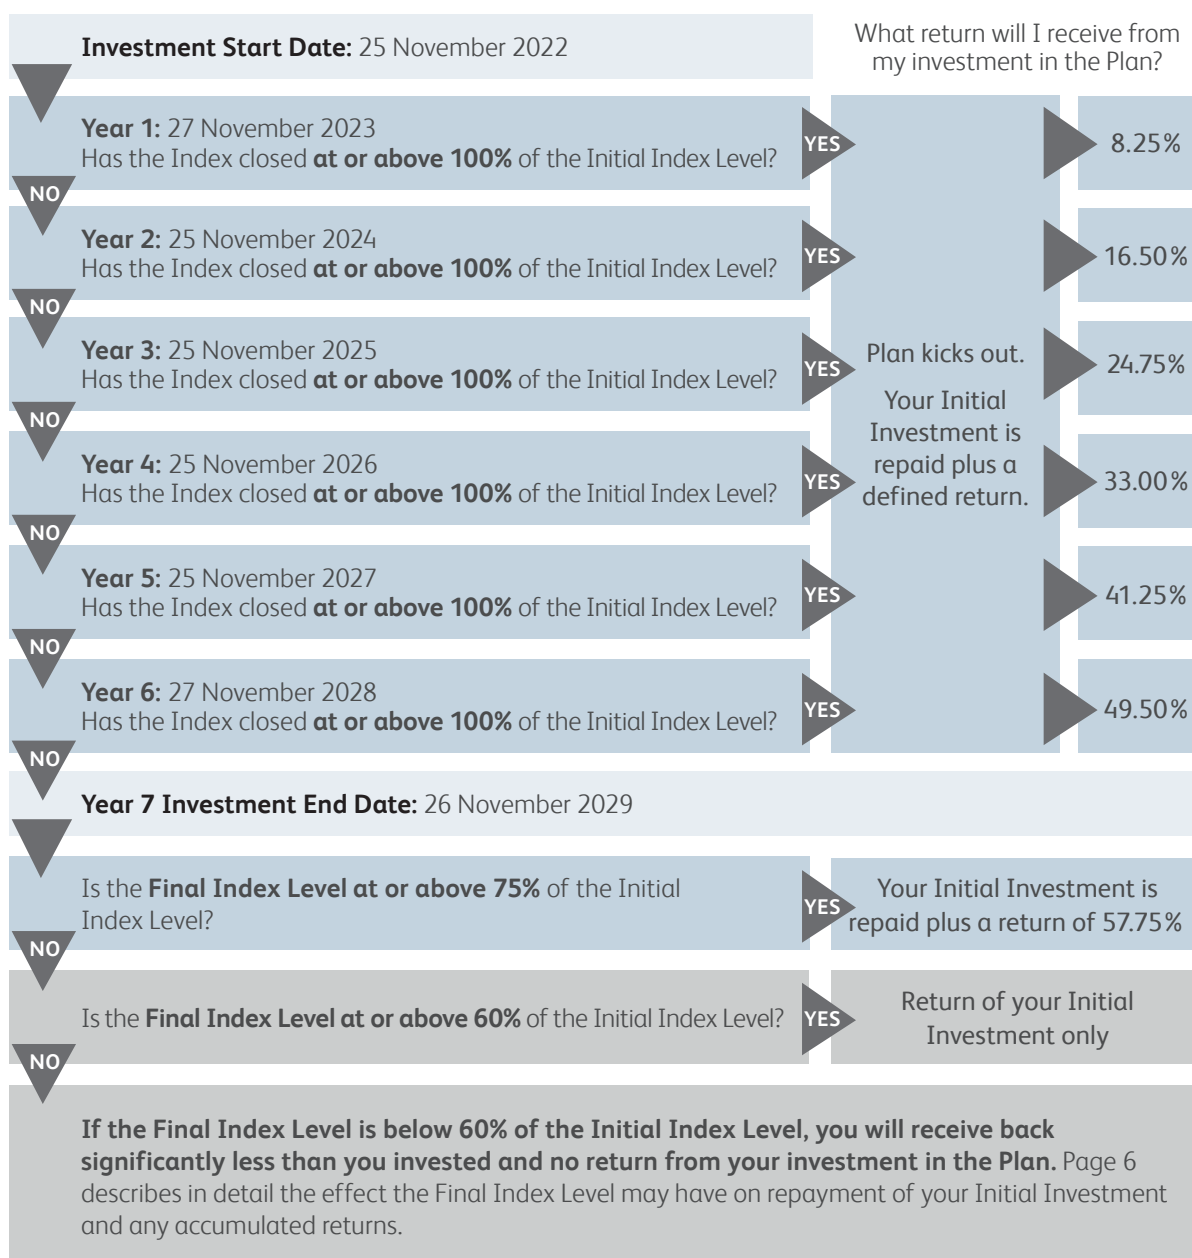 Investment Start Date: 25 November 2022
What return will I receive from
my investment in the Plan?
Year 1: 27 November 2023
Has the Index closed at or above 100% of the Initial Index Level?
YES
8.25%
NO
Year 2: 25 November 2024
Has the Index closed at or above 100% of the Initial Index Level?
YES
16.50%
NO
Year 3: 25 November 2025
Has the Index closed at or above 100% of the Initial Index Level?
YES
Plan kicks out.
Your Initial
Investment is
repaid plus a
defined return.
24.75%
NO
Year 4: 25 November 2026
Has the Index closed at or above 100% of the Initial Index Level?
YES
33.00%
NO
Year 5: 25 November 2027
Has the Index closed at or above 100% of the Initial Index Level?
YES
41.25%
NO
Year 6: 27 November 2028
Has the Index closed at or above 100% of the Initial Index Level?
YES
49.50%
NO
Year 7 Investment End Date: 26 November 2029
Is the Final Index Level at or above 75% of the Initial
Index Level?
YES
Your Initial Investment is
repaid plus a return of 57.75%
NO
Is the Final Index Level at or above 60% of the Initial Index Level?
YES
Return of your Initial
Investment only
NO
If the Final Index Level is below 60% of the Initial Index Level, you will receive back
significantly less than you invested and no return from your investment in the Plan. Page 6
describes in detail the effect the Final Index Level may have on repayment of your Initial Investment
and any accumulated returns.